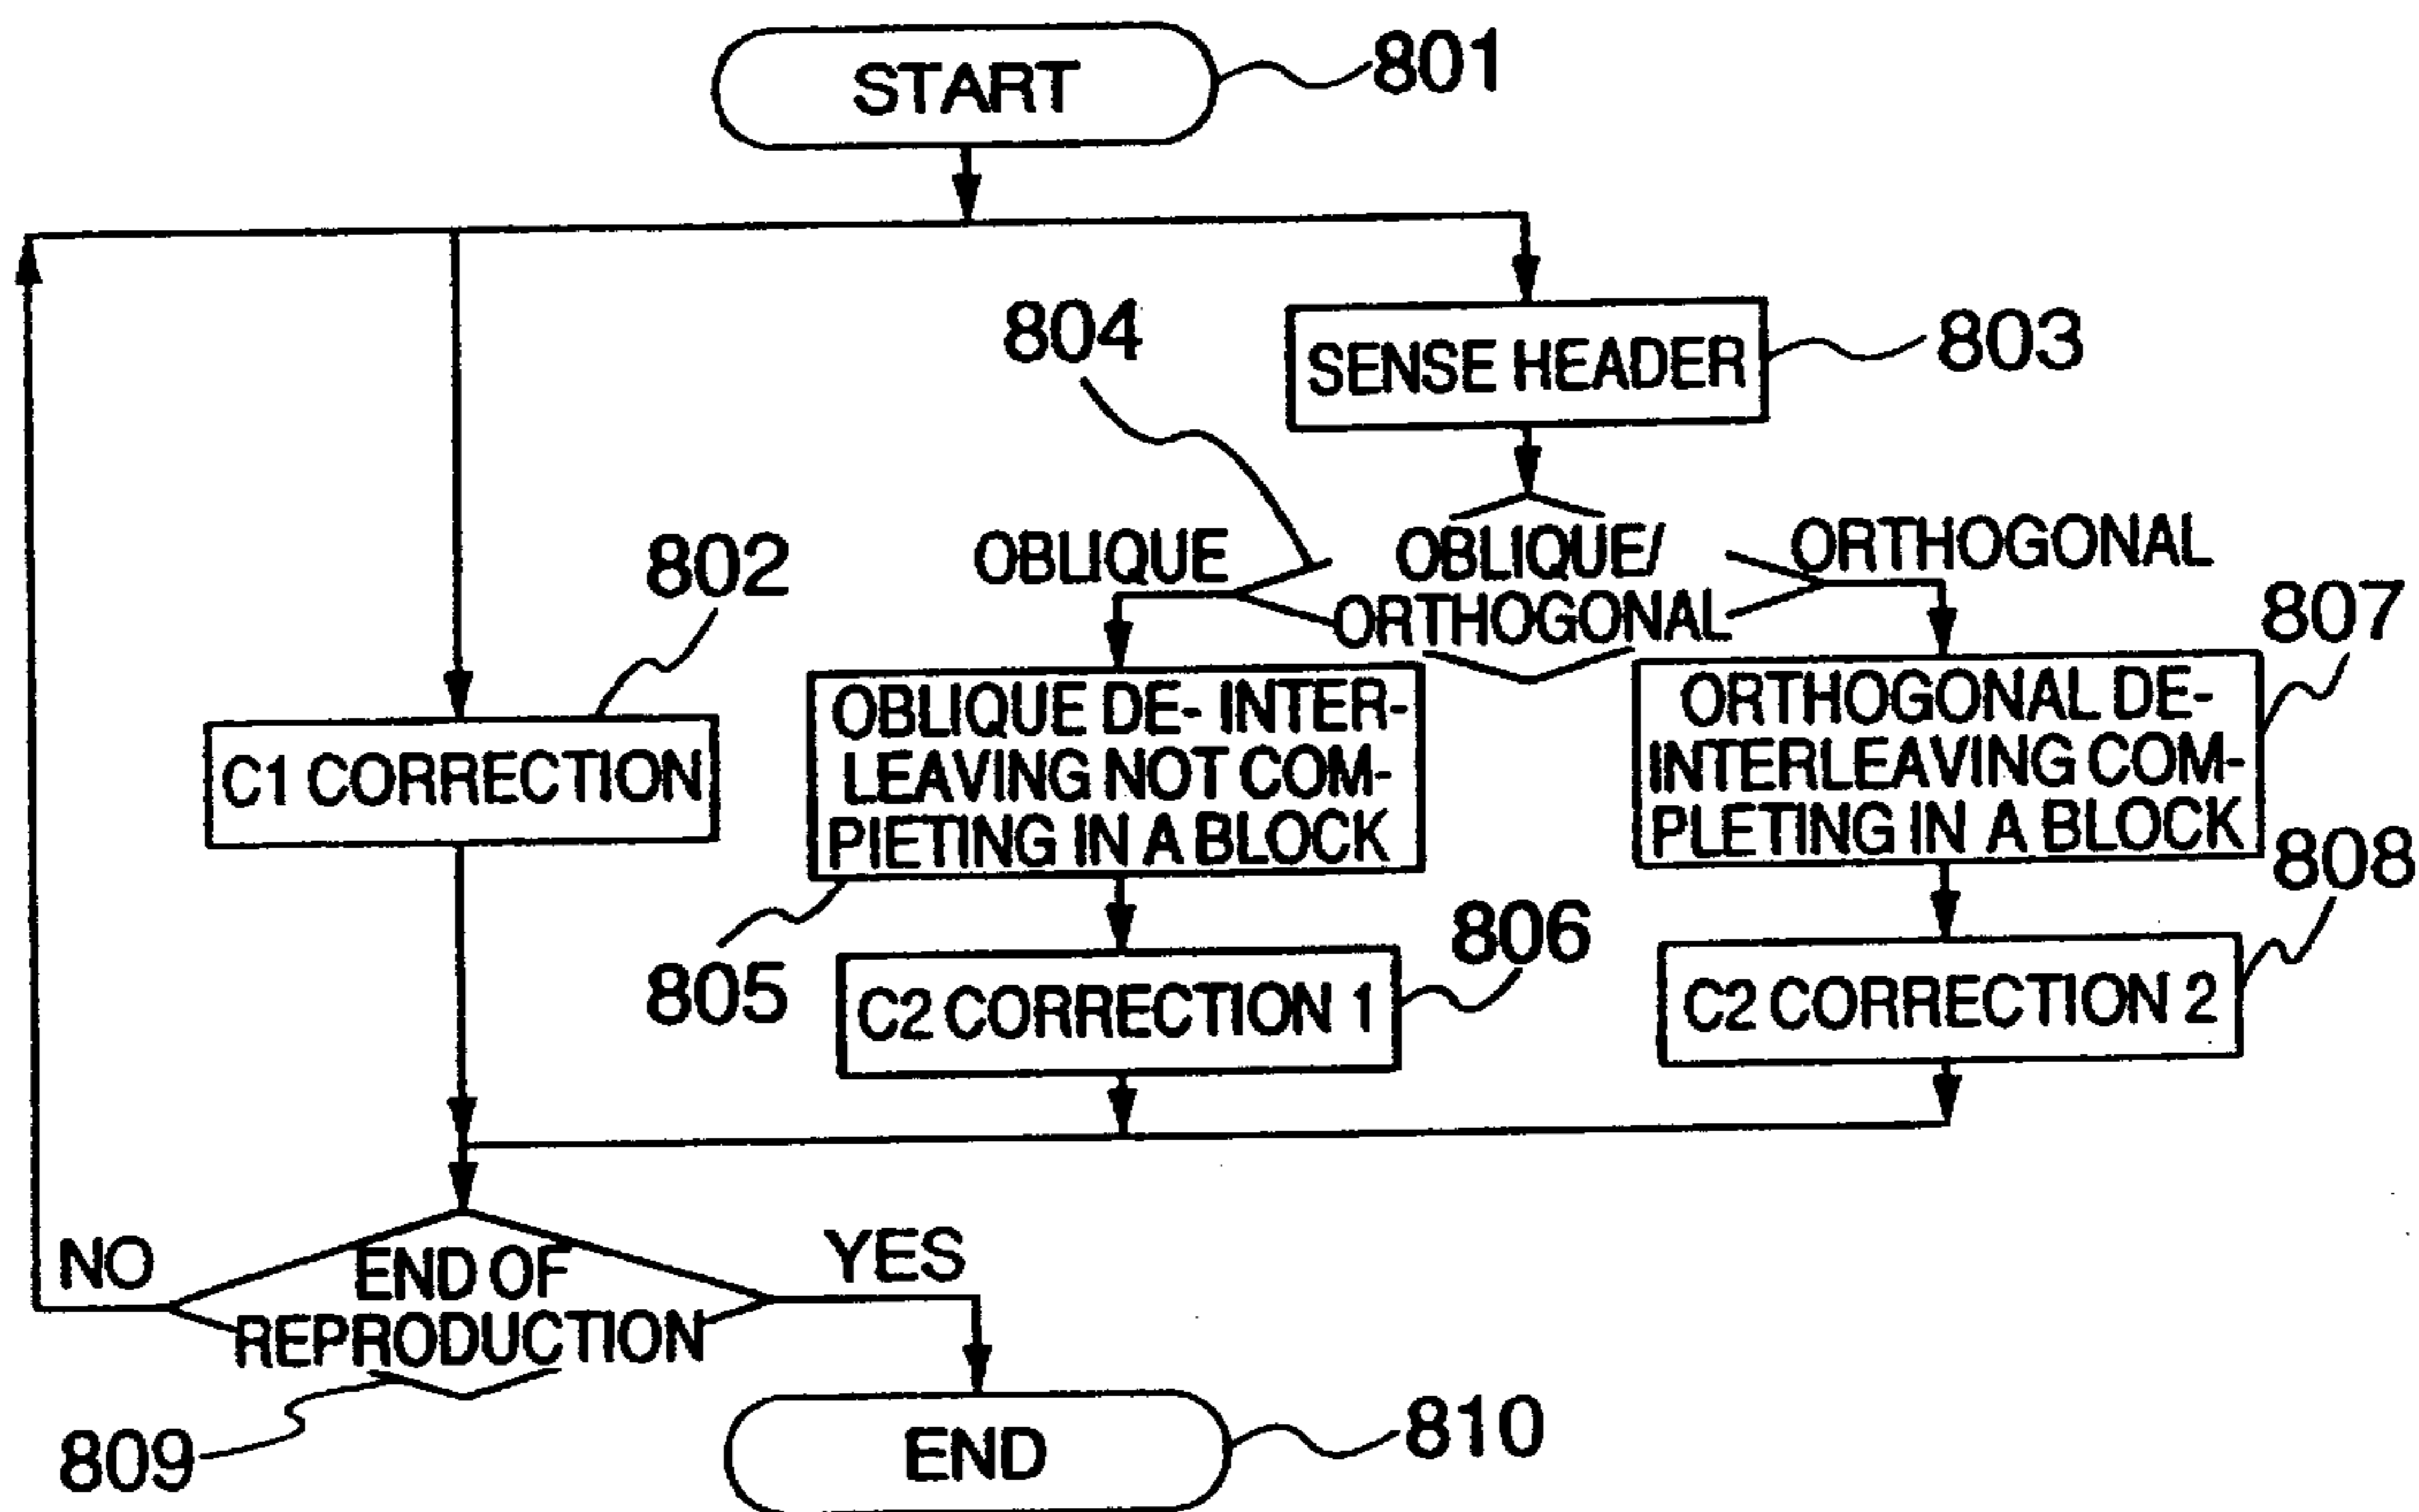 START
801
804
SENSE HEADER
803
OBLIQUE
OBLIQUE/
ORTHOGONAL
ORTHOGONAL
802
807
C1 CORRECTION
OBLIQUE DE- INTER-
LEAVING NOT COM-
PIETING IN A BLOCK
ORTHOGONAL DE-
INTERLEAVING COM-
PLETING IN A BLOCK
808
805
C2 CORRECTION 1
806
C2 CORRECTION 2
NO
END OF
REPRODUCTION
YES
809
END
810